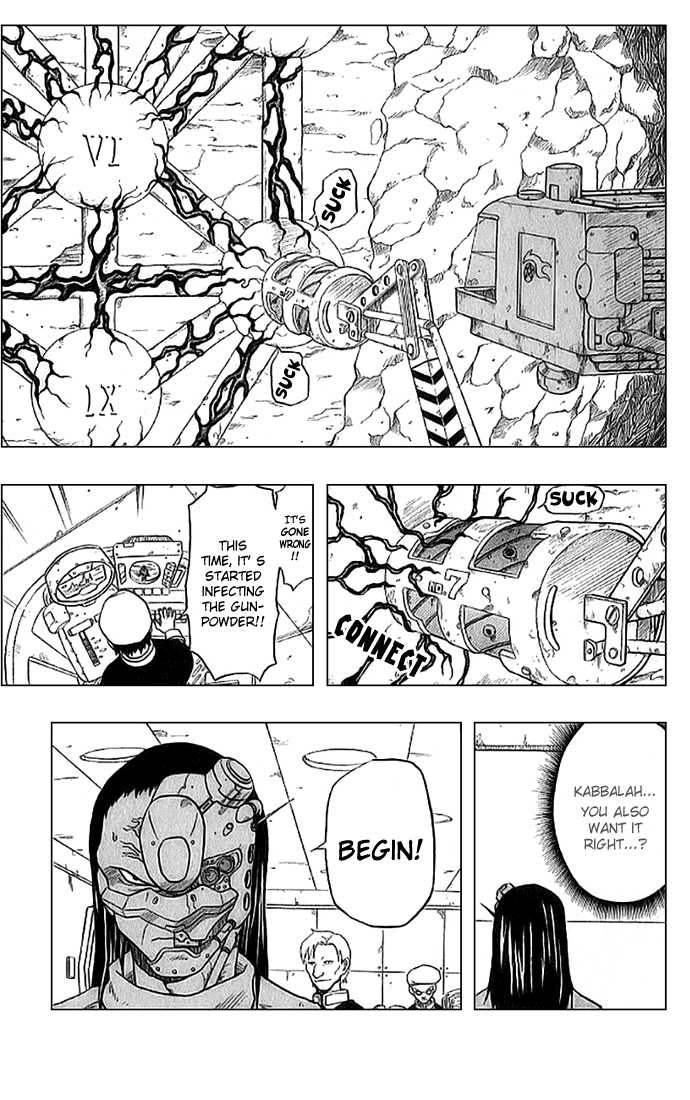 VI
SUCK
IX
SUCK
SUCK
No.7
CONNECT
IT'S
GONE
WRONG
!!
THIS
TIME, IT' S
STARTED
INFECTING
THE GUN-
POWDER!!
KABBALAH...
YOU ALSO
WANT IT
RIGHT...?
BEGIN!